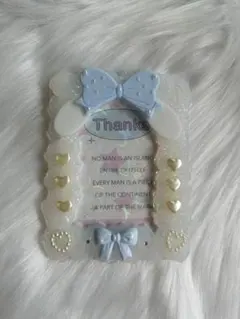 Thanks
NO MAN IS AN ISLAND
ENTIRE OF ITSELF
EVERY MAN IS A PIECE
OF THE CONTINENT
A PART OF THE MAIN